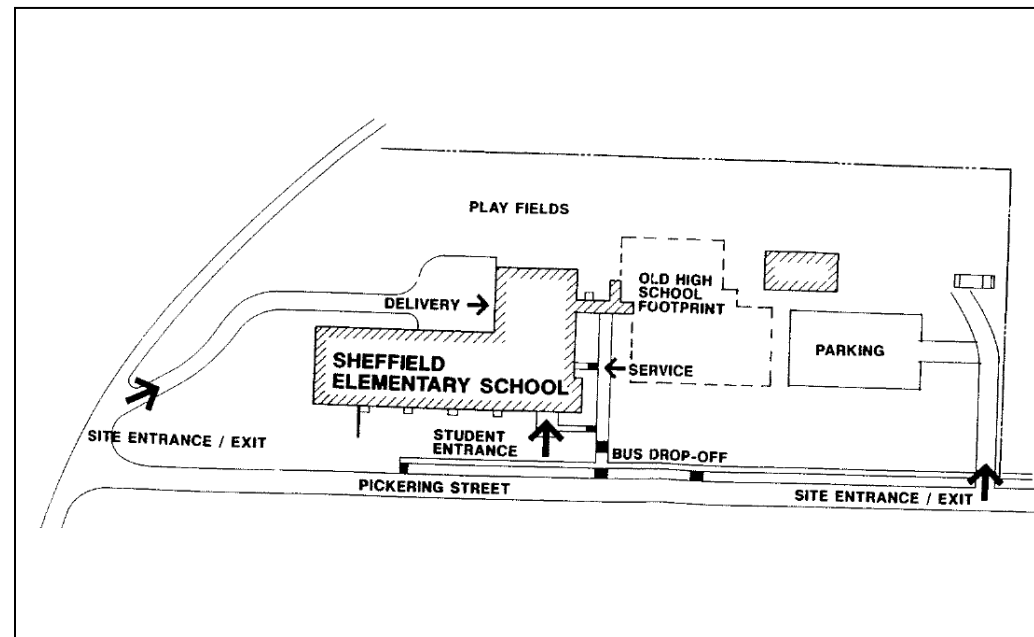 PLAY FIELDS
OLD HIGH
SCHOOL
FOOTPRINT
DELIVERY
PARKING
SHEFFIELD
ELEMENTARY SCHOOL
SERVICE
SITE ENTRANCE / EXIT
STUDENT
ENTRANCE
BUS DROP-OFF
PICKERING STREET
SITE ENTRANCE / EXIT